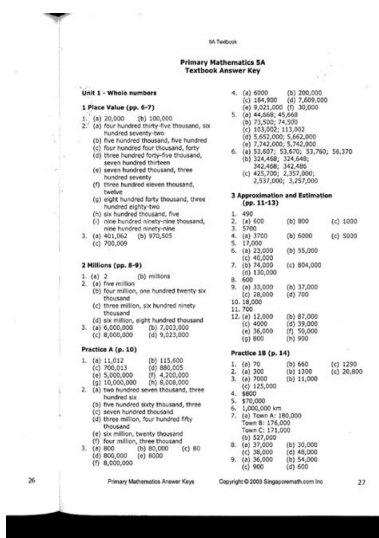 5A Textbook
Primary Mathematics 5A
Textbook Answer Key
Unit 1 - Whole numbers
1 Place Value (pp. 6-7)
1. (a) 20,000 (b) 100,000
2. (a) four hundred thirty-five thousand, six
hundred seventy-two
(b) five hundred thousand, five hundred
(c) four hundred four thousand, forty
(d) three hundred forty-five thousand,
seven hundred thirteen
(e) seven hundred thousand, three
hundred seventy
(f) three hundred eleven thousand,
twelve
(g) eight hundred forty thousand, three
hundred eighty-two
(h) six hundred thousand, five
(i) nine hundred ninety-nine thousand,
nine hundred ninety-nine
3. (a) 401,062 (b) 970,505
(c) 700,009
2 Millions (pp. 8-9)
1. (a) 2 (b) millions
2. (a) five million
(b) four million, one hundred twenty six
thousand
(c) three million, six hundred ninety
thousand
(d) six million, eight hundred thousand
3. (a) 6,000,000 (b) 7,003,000
(c) 8,000,000 (d) 9,023,000
Practice A (p. 10)
1. (a) 11,012 (b) 115,600
(c) 700,013 (d) 880,005
(e) 5,000,000 (f) 4,200,000
(g) 10,000,000 (h) 8,008,000
2. (a) two hundred seven thousand, three
hundred six
(b) five hundred sixty thousand, three
(c) seven hundred thousand
(d) three million, four hundred fifty
thousand
(e) six million, twenty thousand
(f) four million, three thousand
3. (a) 800 (b) 80,000 (c) 80
(d) 800,000 (e) 8000
(f) 8,000,000
4. (a) 6000 (b) 200,000
(c) 184,900 (d) 7,609,000
(e) 9,021,000 (f) 30,000
5. (a) 44,668; 45,668
(b) 73,500; 74,500
(c) 103,002; 113,002
(d) 5,652,000; 5,662,000
(e) 7,742,000; 5,742,000
6. (a) 53,607; 53,670; 53,760; 56,370
(b) 324,468; 324,648;
342,468; 342,486
(c) 425,700; 2,357,000;
2,537,000; 3,257,000
3 Approximation and Estimation
(pp. 11-13)
1. 490
2. (a) 600 (b) 800 (c) 1000
3. 5700
4. (a) 3700 (b) 6000 (c) 5000
5. 17,000
6. (a) 23,000 (b) 55,000
(c) 40,000
7. (b) 74,000 (c) 804,000
(d) 130,000
8. 600
9. (a) 33,000 (b) 37,000
(c) 28,000 (d) 700
10. 18,000
11. 700
12. (a) 12,000 (b) 87,000
(c) 4000 (d) 39,000
(e) 36,000 (f) 50,000
(g) 800 (h) 900
Practice 1B (p. 14)
1. (a) 70 (b) 660 (c) 1290
2. (a) 300 (b) 1300 (c) 20,800
3. (a) 7000 (b) 11,000
(c) 125,000
4. $800
5. $70,000
6. 1,000,000 km
7. (a) Town A: 180,000
Town B: 176,000
Town C: 171,000
(b) 527,000
8. (a) 37,000 (b) 30,000
(c) 38,000 (d) 48,000
9. (a) 36,000 (b) 54,000
(c) 900 (d) 600
26
Primary Mathematics Answer Keys
Copyright © 2003 Singaporemath.com Inc
27